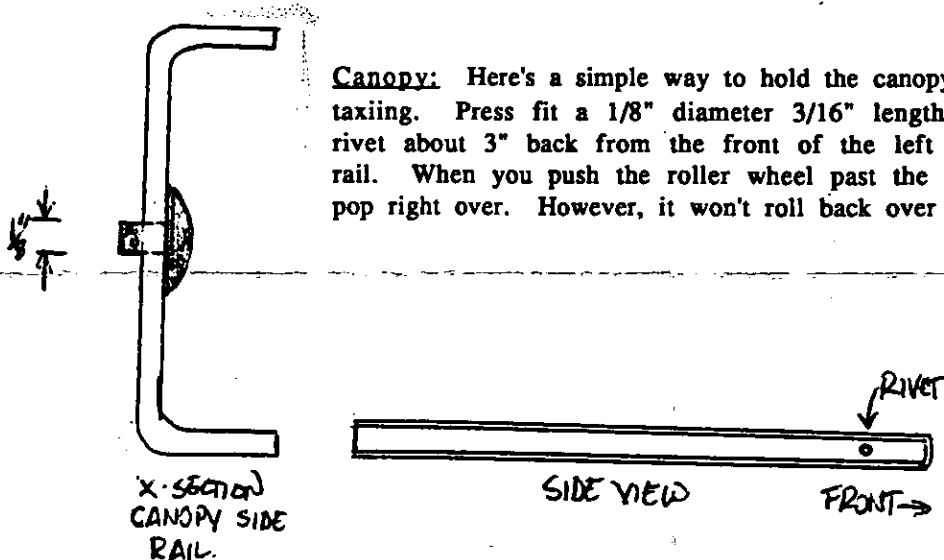 Canopy: Here's a simple way to hold the canopy
taxiing. Press fit a 1/8" diameter 3/16" length
rivet about 3" back from the front of the left
rail. When you push the roller wheel past the
pop right over. However, it won't roll back over
1/8"
RIVET
X-SECTION
CANOPY SIDE
RAIL.
SIDE VIEW
FRONT→